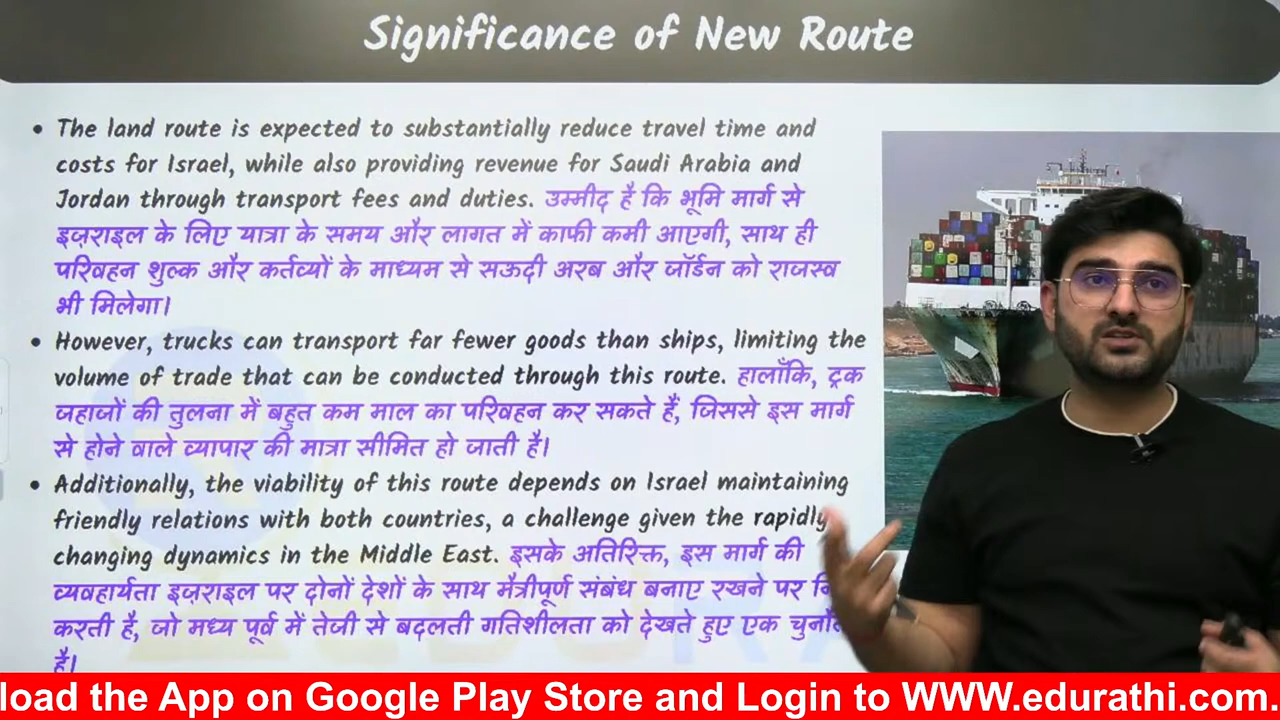 Significance of New Route
• The land route is expected to substantially reduce travel time and
costs for Israel, while also providing revenue for Saudi Arabia and
Jordan through transport fees and duties. उम्मीद है कि भूमि मार्ग से
इज़राइल के लिए यात्रा के समय और लागत में काफी कमी आएगी, साथ ही
परिवहन शुल्क और कर्तव्यों के माध्यम से सऊदी अरब और जॉर्डन को राजस्व
भी मिलेगा।
• However, trucks can transport far fewer goods than ships, limiting the
volume of trade that can be conducted through this route. हालाँकि, ट्रक
जहाजों की तुलना में बहुत कम माल का परिवहन कर सकते हैं, जिससे इस मार्ग
से होने वाले व्यापार की मात्रा सीमित हो जाती है।
• Additionally, the viability of this route depends on Israel maintaining
friendly relations with both countries, a challenge given the rapidly
changing dynamics in the Middle East. इसके अतिरिक्त, इस मार्ग की
व्यवहार्यता इज़राइल पर दोनों देशों के साथ मैत्रीपूर्ण संबंध बनाए रखने पर
करती है, जो मध्य पूर्व में तेजी से बदलती गतिशीलता को देखते हुए एक
है।
load the App on Google Play Store and Login to WWW.edurathi.com.